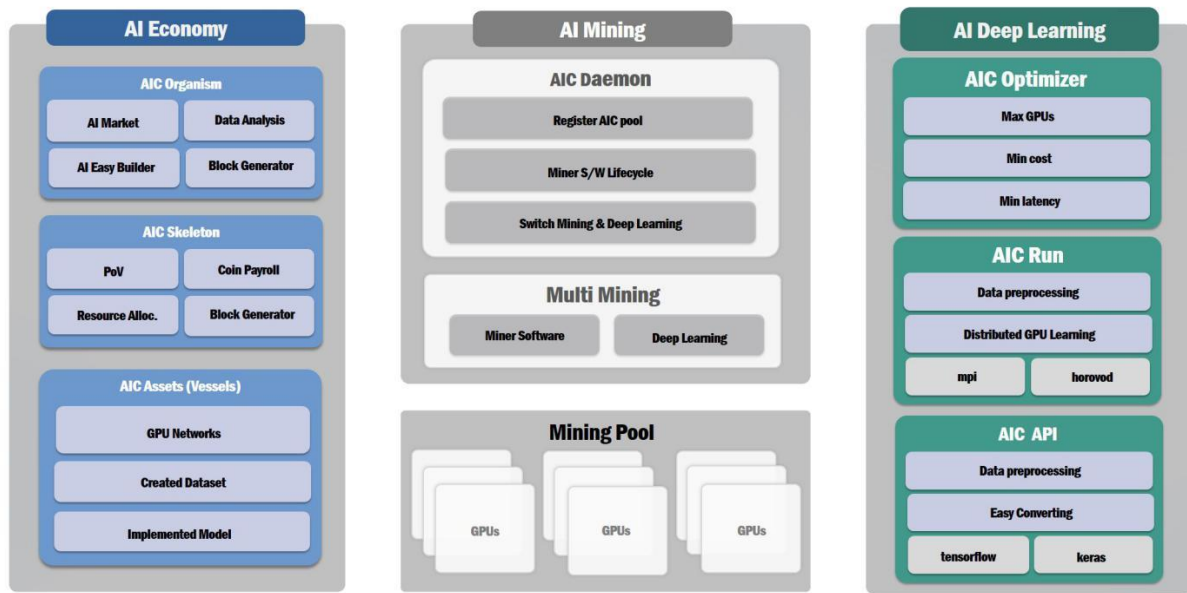 AI Economy
AIC Organism
AI Market
Data Analysis
AI Easy Builder
Block Generator
AIC Skeleton
PoV
Coin Payroll
Resource Alloc.
Block Generator
AIC Assets (Vessels)
GPU Networks
Created Dataset
Implemented Model
AI Mining
AIC Daemon
Register AIC pool
Miner S/W Lifecycle
Switch Mining & Deep Learning
Multi Mining
Miner Software
Deep Learning
Mining Pool
GPUs
GPUs
GPUs
AI Deep Learning
AIC Optimizer
Max GPUs
Min cost
Min latency
AIC Run
Data preprocessing
Distributed GPU Learning
mpi
horovod
AIC API
Data preprocessing
Easy Converting
tensorflow
keras